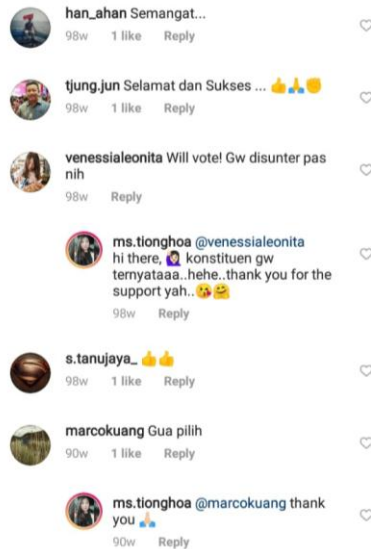 han_ahan Semangat...
98w 1 like Reply
tjung.jun Selamat dan Sukses ... 👍🙏✊
98w 1 like Reply
venessialeonita Will vote! Gw disunter pas
nih
98w Reply
ms.tionghoa @venessialeonita
hi there, 🙋🏻‍♀️ konstituen gw
ternyataaa..hehe..thank you for the
support yah..😘🤗
98w Reply
s.tanujaya_ 👍👍
98w 1 like Reply
marcokuang Gua pilih
90w 1 like Reply
ms.tionghoa @marcokuang thank
you 🙏🏻
90w Reply